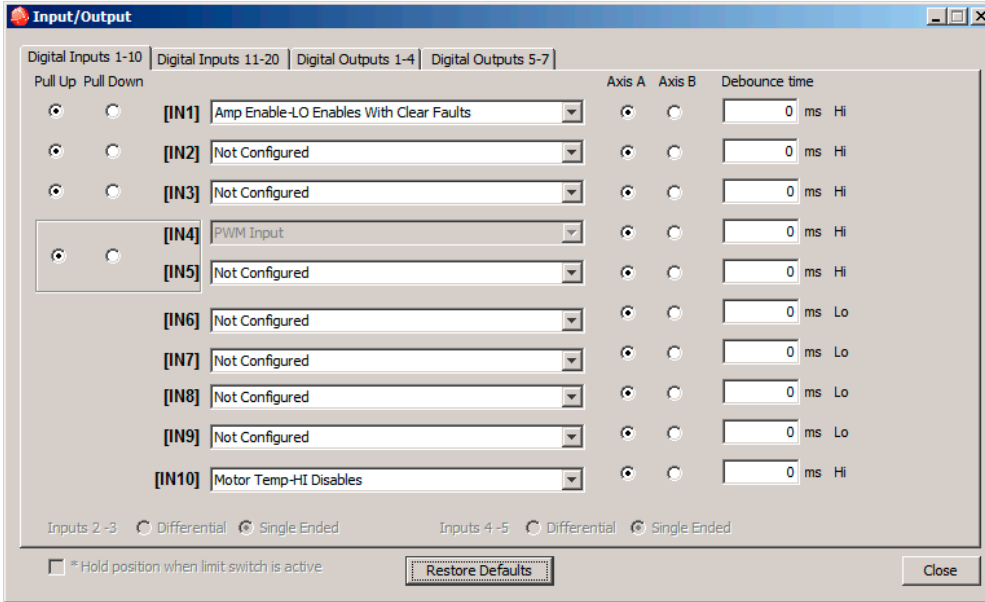 Input/Output
Digital Inputs 1-10 Digital Inputs 11-20 Digital Outputs 1-4 Digital Outputs 5-7
Pull Up Pull Down Axis A Axis B Debounce time
[IN1] Amp Enable-LO Enables With Clear Faults 0 ms Hi
[IN2] Not Configured 0 ms Hi
[IN3] Not Configured 0 ms Hi
[IN4] PWM Input 0 ms Hi
[IN5] Not Configured 0 ms Hi
[IN6] Not Configured 0 ms Lo
[IN7] Not Configured 0 ms Lo
[IN8] Not Configured 0 ms Lo
[IN9] Not Configured 0 ms Lo
[IN10] Motor Temp-HI Disables 0 ms Hi
Inputs 2 -3 Differential Single Ended Inputs 4 -5 Differential Single Ended
* Hold position when limit switch is active Restore Defaults Close